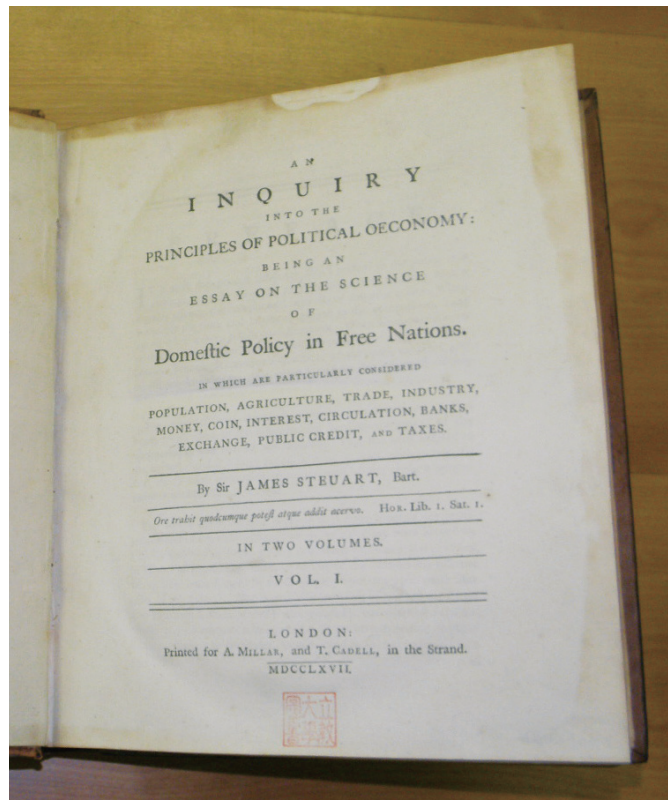 AN
INQUIRY
INTO THE
PRINCIPLES OF POLITICAL OECONOMY:
BEING AN
ESSAY ON THE SCIENCE
OF
Domeſtic Policy in Free Nations.
IN WHICH ARE PARTICULARLY CONSIDERED
POPULATION, AGRICULTURE, TRADE, INDUSTRY,
MONEY, COIN, INTEREST, CIRCULATION, BANKS,
EXCHANGE, PUBLIC CREDIT, AND TAXES.
By Sir JAMES STEUART, Bart.
Ore trahit quodcumque poteſt atque addit acervo. HOR. Lib. 1. Sat. 1.
IN TWO VOLUMES.
VOL. I.
LONDON:
Printed for A. MILLAR, and T. CADELL, in the Strand.
MDCCLXVII.